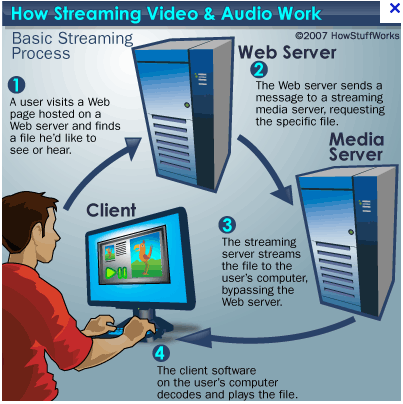 How Streaming Video & Audio Work
©2007 HowStuffWorks
Basic Streaming
Process
Web Server
1
A user visits a Web
page hosted on a
Web server and finds
a file he'd like to
see or hear.
2
The Web server sends a
message to a streaming
media server, requesting
the specific file.
Media
Server
Client
3
The streaming
server streams
the file to the
user's computer,
bypassing the
Web server.
4
The client software
on the user's computer
decodes and plays the file.